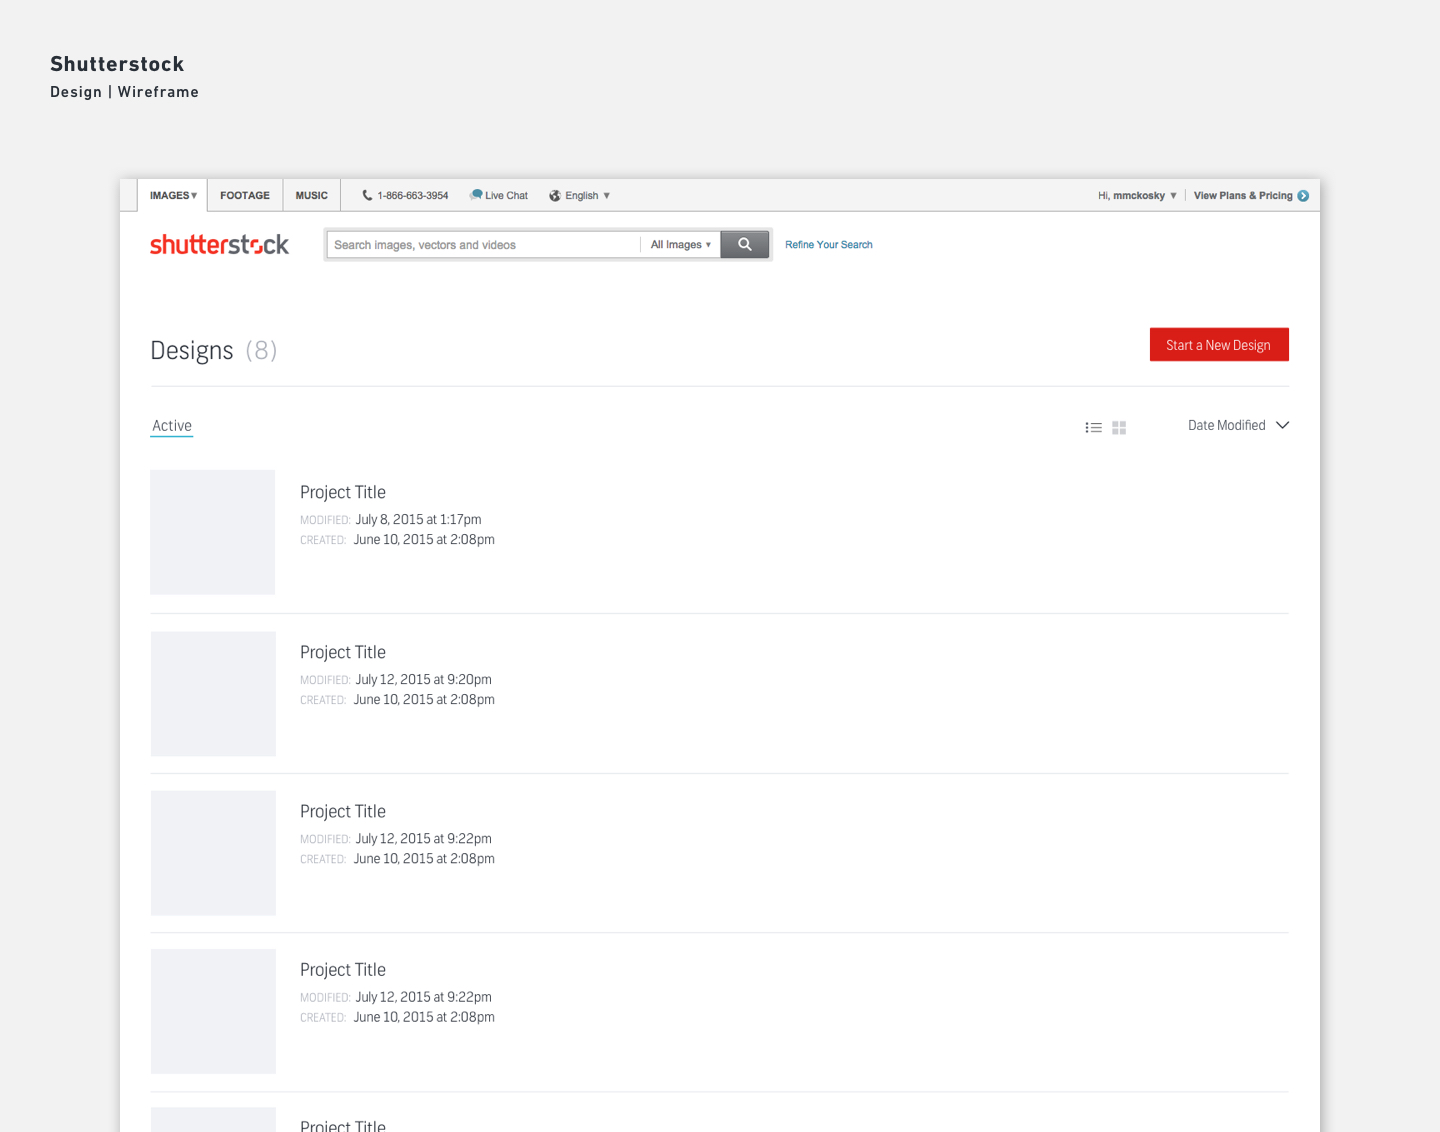 Shutterstock
Design | Wireframe
IMAGES▾ FOOTAGE MUSIC 1-866-663-3954 Live Chat English ▾ Hi, mmckosky ▾ View Plans & Pricing
shutterstock Search images, vectors and videos All Images ▾ Refine Your Search
Designs (8) Start a New Design
Active Date Modified
Project Title
MODIFIED: July 8, 2015 at 1:17pm
CREATED: June 10, 2015 at 2:08pm
Project Title
MODIFIED: July 12, 2015 at 9:20pm
CREATED: June 10, 2015 at 2:08pm
Project Title
MODIFIED: July 12, 2015 at 9:22pm
CREATED: June 10, 2015 at 2:08pm
Project Title
MODIFIED: July 12, 2015 at 9:22pm
CREATED: June 10, 2015 at 2:08pm
Project Title